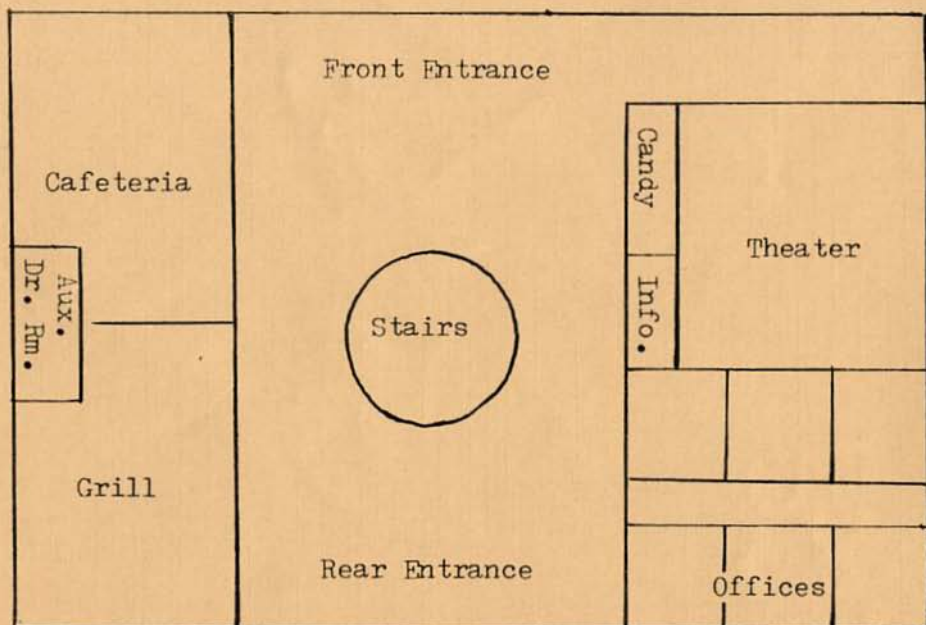 Front Entrance
Cafeteria
Candy
Theater
Aux.
Dr. Rm.
Stairs
Info.
Grill
Rear Entrance
Offices